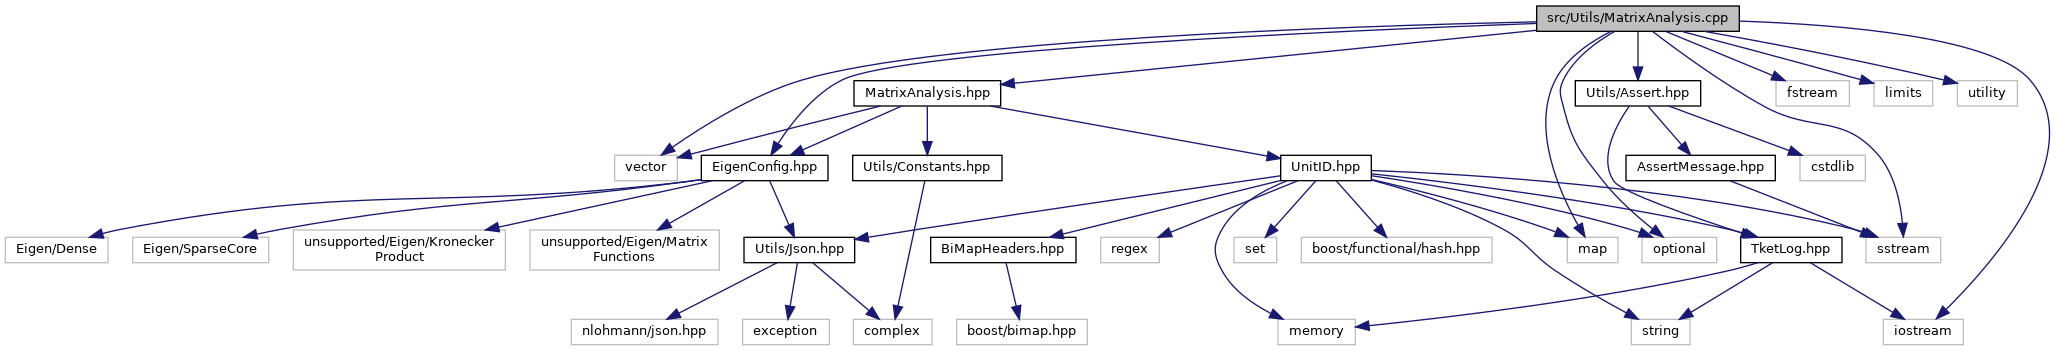 src/Utils/MatrixAnalysis.cpp
MatrixAnalysis.hpp
Utils/Assert.hpp
fstream
limits
utility
vector
EigenConfig.hpp
Utils/Constants.hpp
UnitID.hpp
AssertMessage.hpp
cstdlib
Eigen/Dense
Eigen/SparseCore
unsupported/Eigen/Kronecker
Product
unsupported/Eigen/Matrix
Functions
Utils/Json.hpp
BiMapHeaders.hpp
regex
set
boost/functional/hash.hpp
map
optional
TketLog.hpp
sstream
nlohmann/json.hpp
exception
complex
boost/bimap.hpp
memory
string
iostream